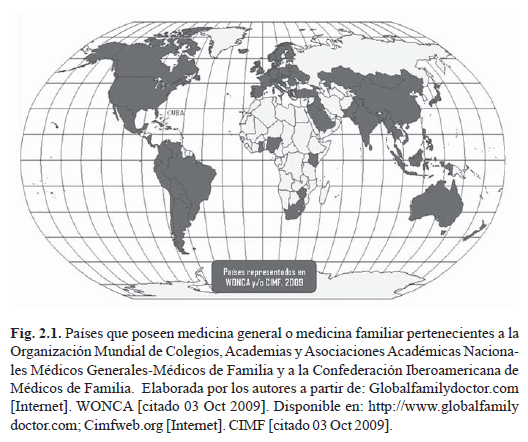 CUBA
Países representados en
WONCA y/o CIMF. 2009
Fig. 2.1. Países que poseen medicina general o medicina familiar pertenecientes a la
Organización Mundial de Colegios, Academias y Asociaciones Académicas Naciona-
les Médicos Generales-Médicos de Familia y a la Confederación Iberoamericana de
Médicos de Familia. Elaborada por los autores a partir de: Globalfamilydoctor.com
[Internet]. WONCA [citado 03 Oct 2009]. Disponible en: http://www.globalfamily
doctor.com; Cimfweb.org [Internet]. CIMF [citado 03 Oct 2009].